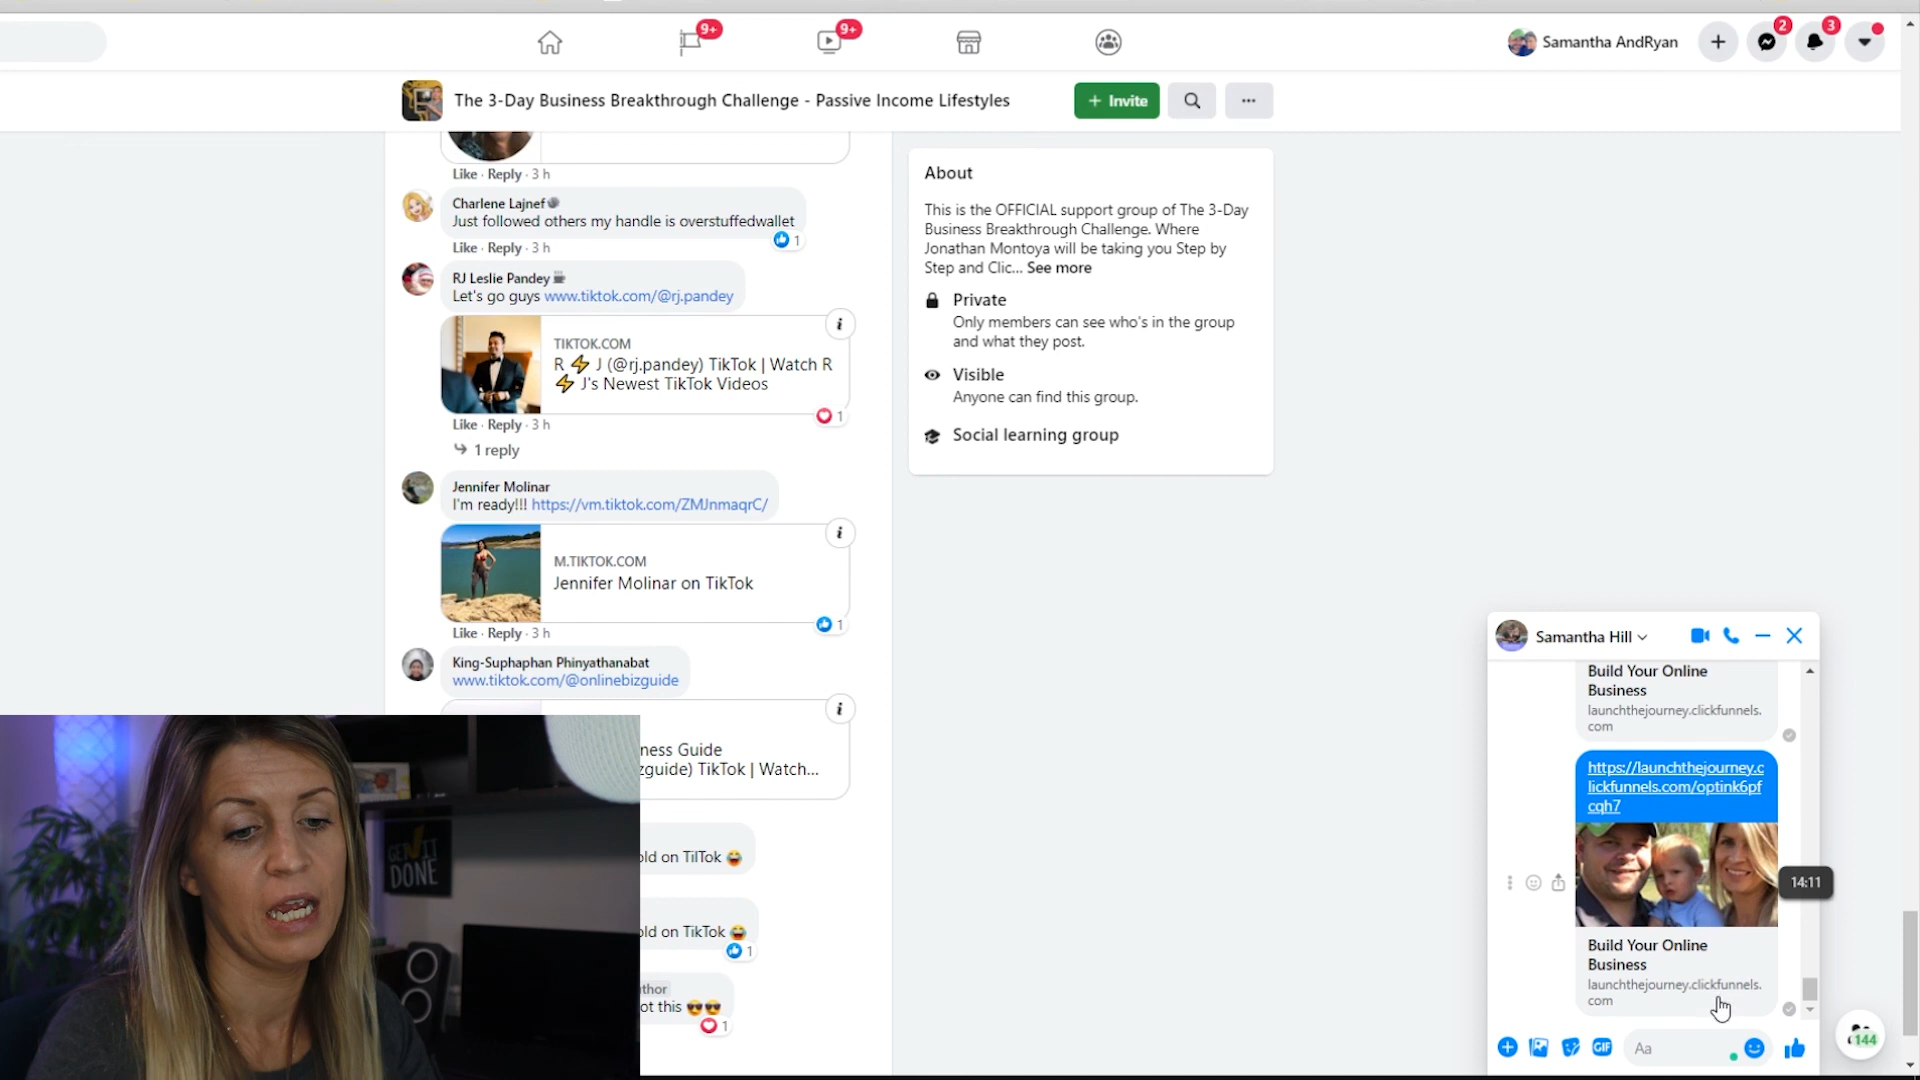 9+
9+
Samantha AndRyan
2
3
The 3-Day Business Breakthrough Challenge - Passive Income Lifestyles
+ Invite
Like · Reply · 3 h
Charlene Lajnef
Just followed others my handle is overstuffedwallet
1
Like · Reply · 3 h
RJ Leslie Pandey
Let's go guys www.tiktok.com/@rj.pandey
TIKTOK.COM
R ⚡ J (@rj.pandey) TikTok | Watch R
⚡ J's Newest TikTok Videos
1
Like · Reply · 3 h
1 reply
Jennifer Molinar
I'm ready!!! https://vm.tiktok.com/ZMJnmaqrC/
M.TIKTOK.COM
Jennifer Molinar on TikTok
1
Like · Reply · 3 h
King-Suphaphan Phinyathanabat
www.tiktok.com/@onlinebizguide
ness Guide
zguide) TikTok | Watch...
old on TilTok 😂
old on TikTok 😂
1
thor
ot this 😎😎
1
About
This is the OFFICIAL support group of The 3-Day
Business Breakthrough Challenge. Where
Jonathan Montoya will be taking you Step by
Step and Clic... See more
Private
Only members can see who's in the group
and what they post.
Visible
Anyone can find this group.
Social learning group
Samantha Hill
Build Your Online
Business
launchthejourney.clickfunnels.
com
https://launchthejourney.c
lickfunnels.com/optink6pf
cqh7
14:11
Build Your Online
Business
launchthejourney.clickfunnels.
com
GIF
Aa
144
GET IT
DONE